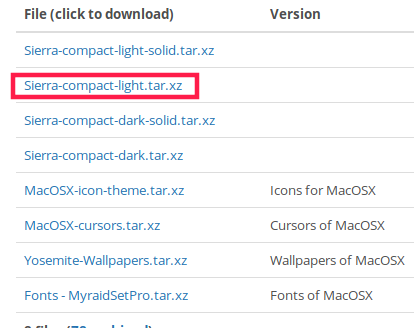 File (click to download) Version
Sierra-compact-light-solid.tar.xz
Sierra-compact-light.tar.xz
Sierra-compact-dark-solid.tar.xz
Sierra-compact-dark.tar.xz
MacOSX-icon-theme.tar.xz Icons for MacOSX
MacOSX-cursors.tar.xz Cursors of MacOSX
Yosemite-Wallpapers.tar.xz Wallpapers of MacOSX
Fonts - MyraidSetPro.tar.xz Fonts of MacOSX